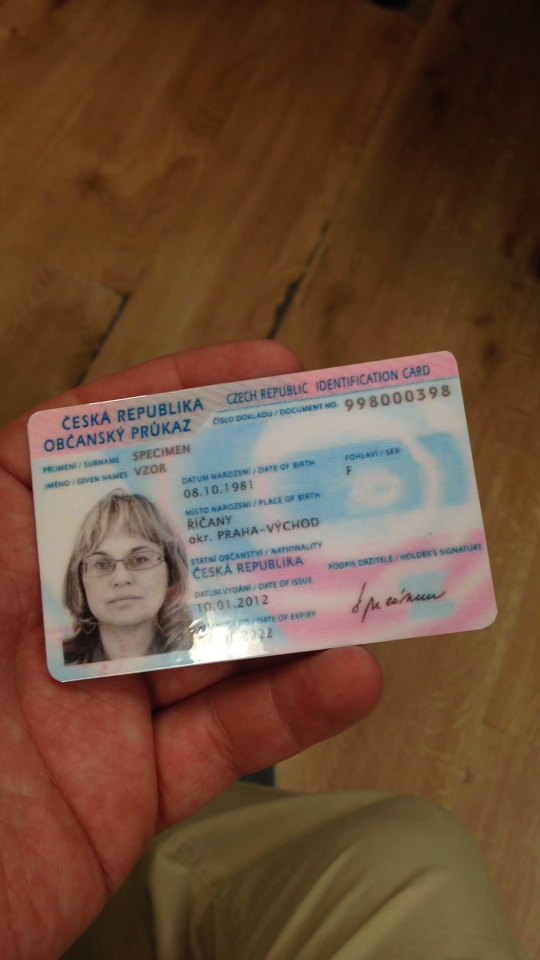 ČESKÁ REPUBLIKA
OBČANSKÝ PRŮKAZ
CZECH REPUBLIC IDENTIFICATION CARD
ČÍSLO DOKLADU / DOCUMENT NO. 998000398
PŘÍJMENÍ / SURNAME SPECIMEN
JMÉNO / GIVEN NAMES VZOR
DATUM NAROZENÍ / DATE OF BIRTH
08.10.1981
POHLAVÍ / SEX
F
MÍSTO NAROZENÍ / PLACE OF BIRTH
ŘÍČANY
okr. PRAHA-VÝCHOD
STÁTNÍ OBČANSTVÍ / NATIONALITY
ČESKÁ REPUBLIKA
DATUM VYDÁNÍ / DATE OF ISSUE
10.01.2012
/ DATE OF EXPIRY
2022
PODPIS DRŽITELE / HOLDER'S SIGNATURE
Specimen